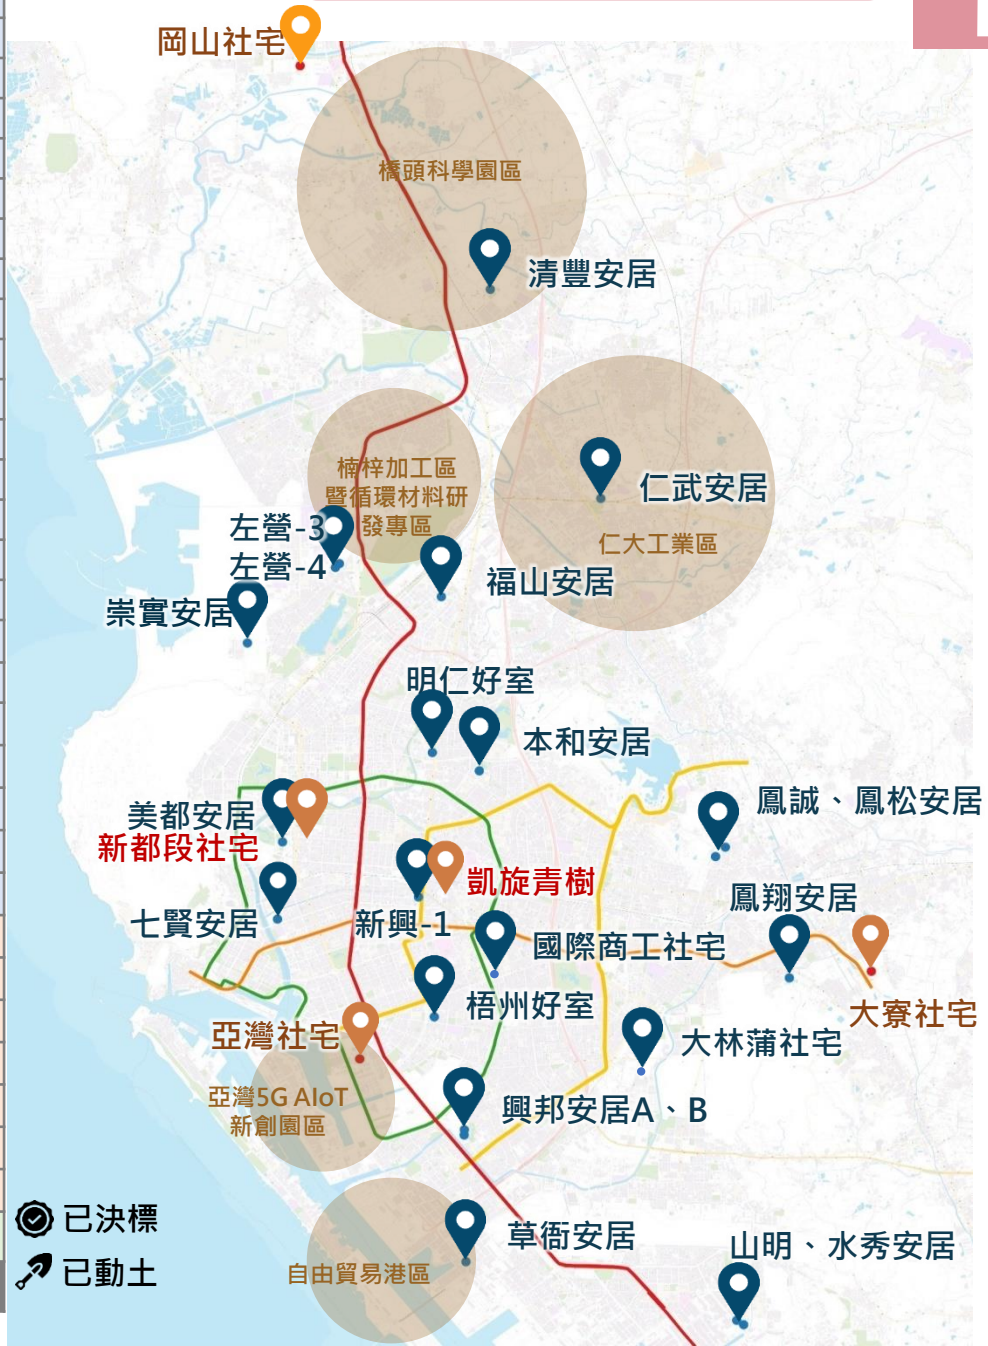 岡山社宅
橋頭科學園區
清豐安居
楠梓加工區
暨循環材料研
發專區
仁武安居
仁大工業區
左營-3
左營-4
福山安居
崇實安居
明仁好室
本和安居
美都安居
新都段社宅
鳳誠、鳳松安居
凱旋青樹
七賢安居
新興-1
鳳翔安居
國際商工社宅
梧州好室
大寮社宅
亞灣社宅
大林蒲社宅
亞灣5G AIoT
新創園區
興邦安居A、B
已決標
草衙安居
山明、水秀安居
已動土
自由貿易港區